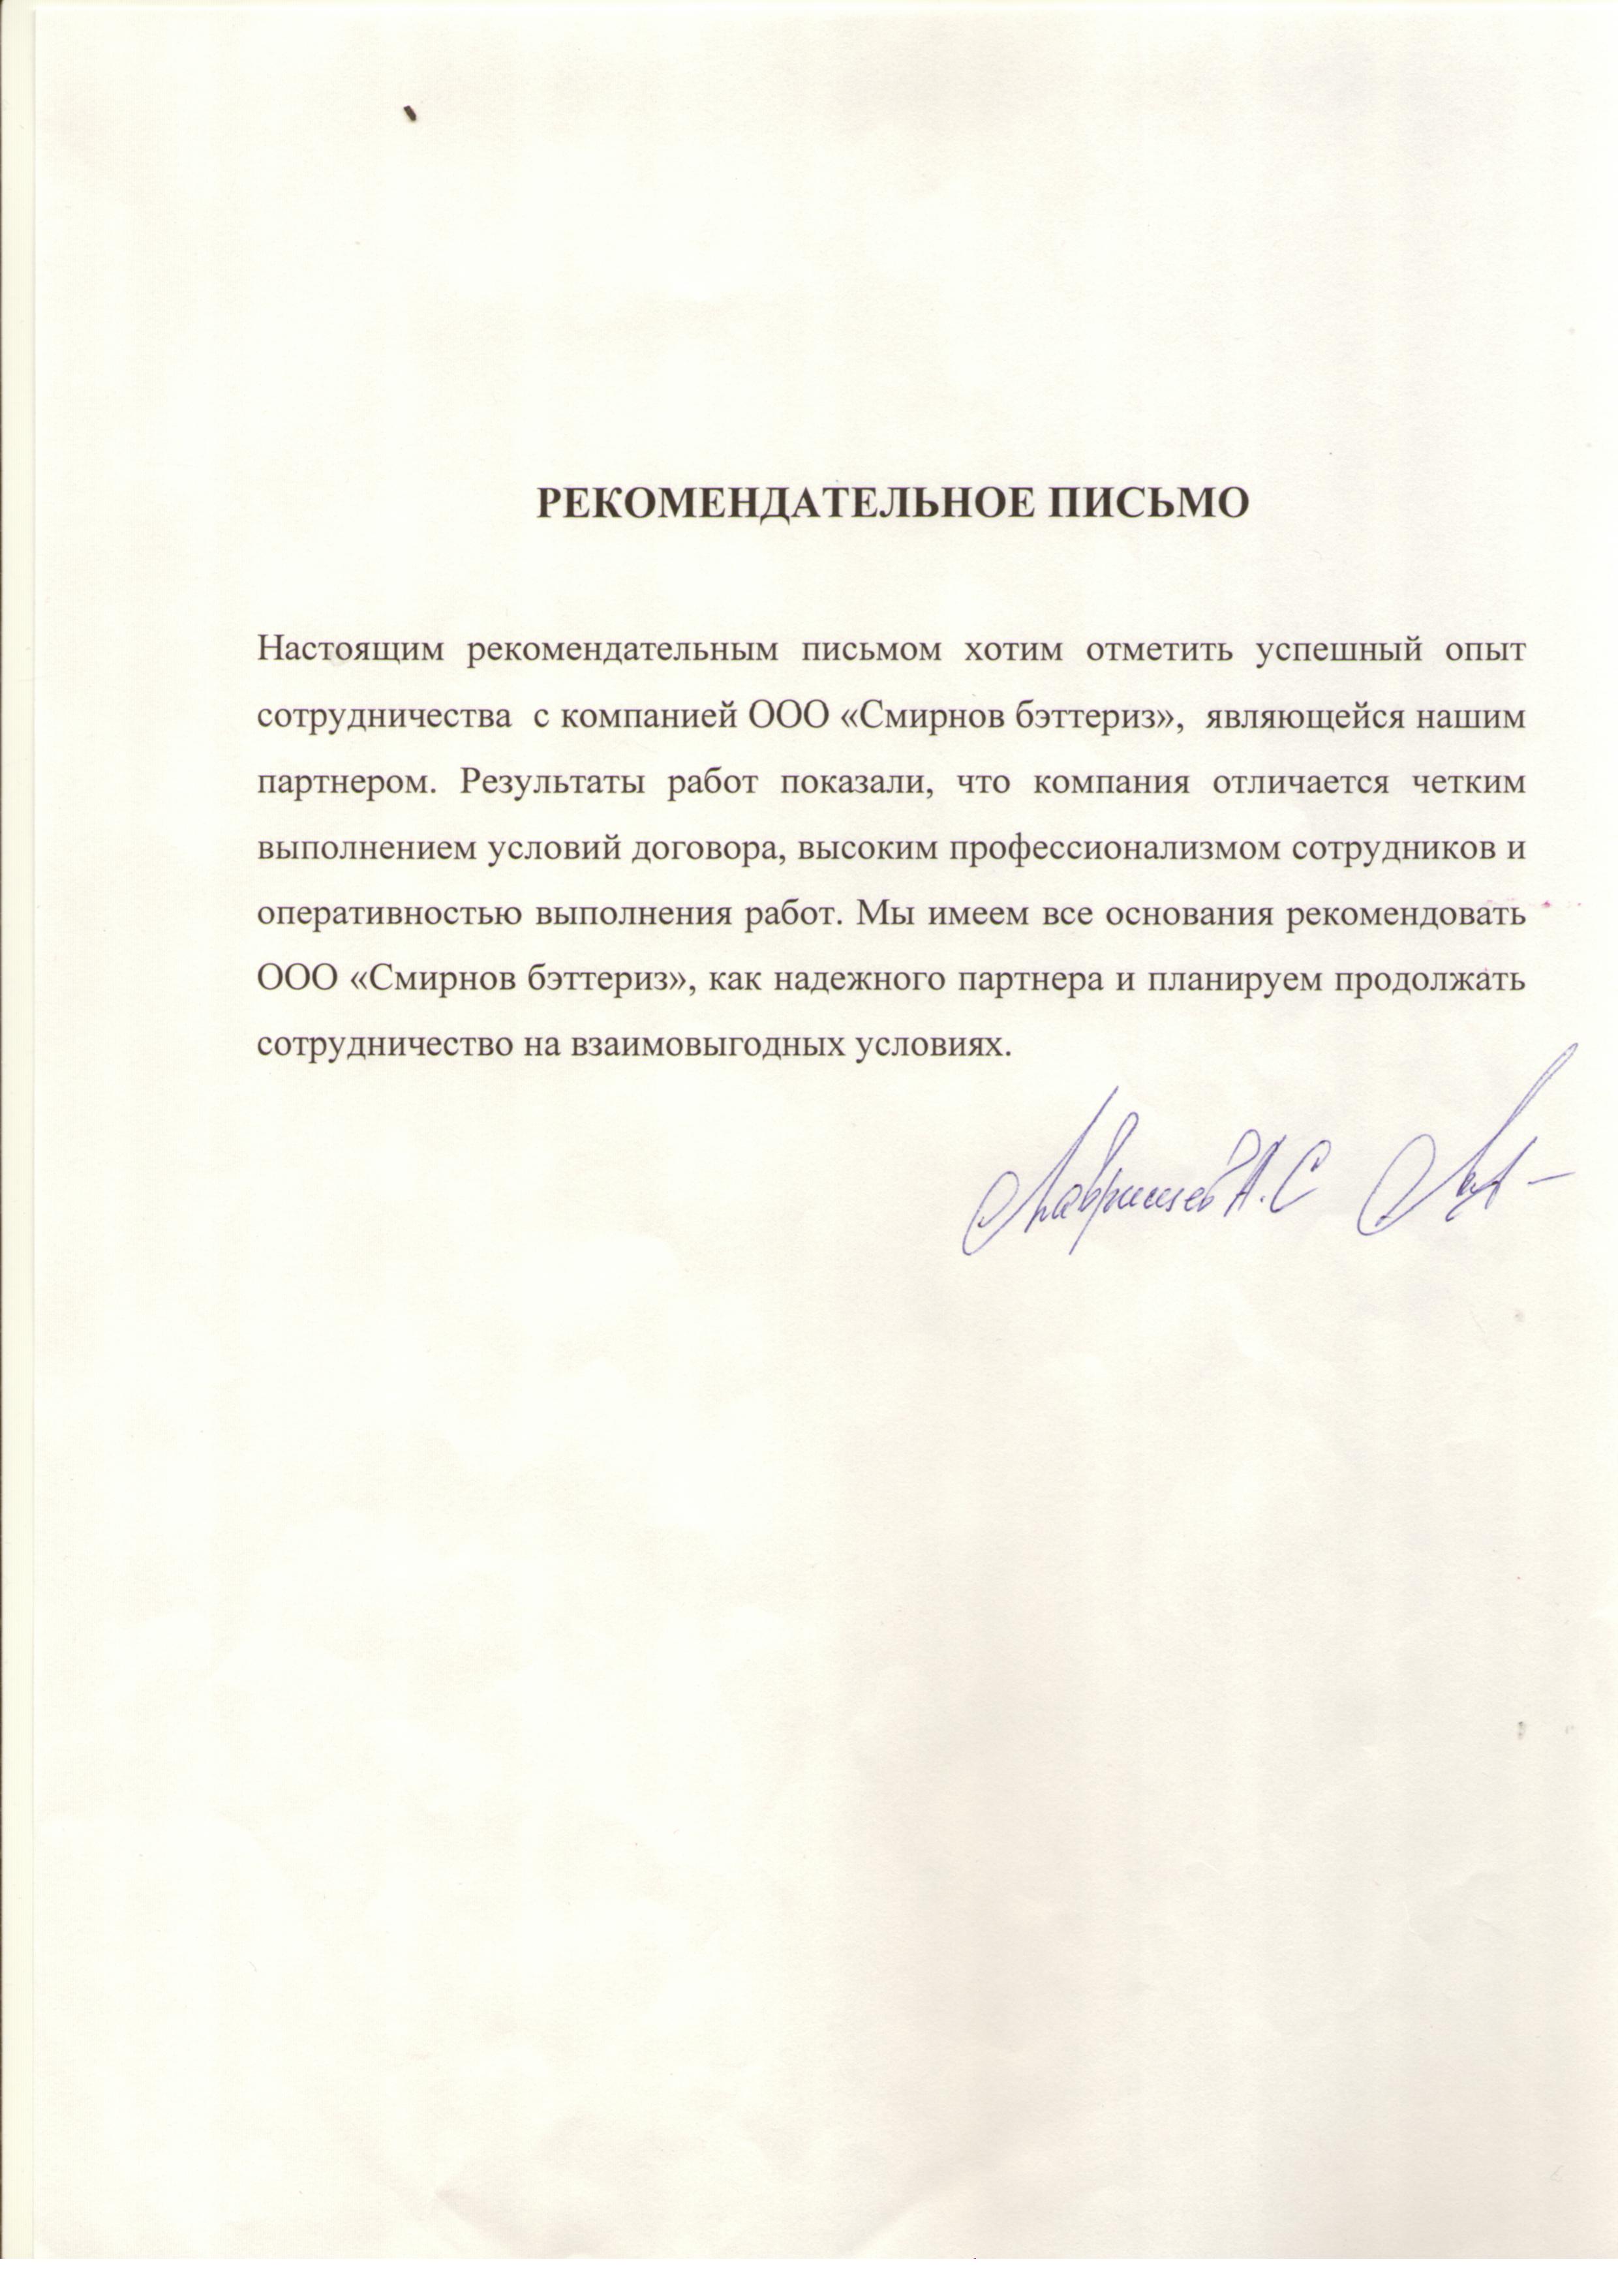 РЕКОМЕНДАТЕЛЬНОЕ ПИСЬМО
Настоящим рекомендательным письмом хотим отметить успешный опыт
сотрудничества с компанией ООО «Смирнов бэттериз», являющейся нашим
партнером. Результаты работ показали, что компания отличается четким
выполнением условий договора, высоким профессионализмом сотрудников и
оперативностью выполнения работ. Мы имеем все основания рекомендовать
ООО «Смирнов бэттериз», как надежного партнера и планируем продолжать
сотрудничество на взаимовыгодных условиях.
А.С